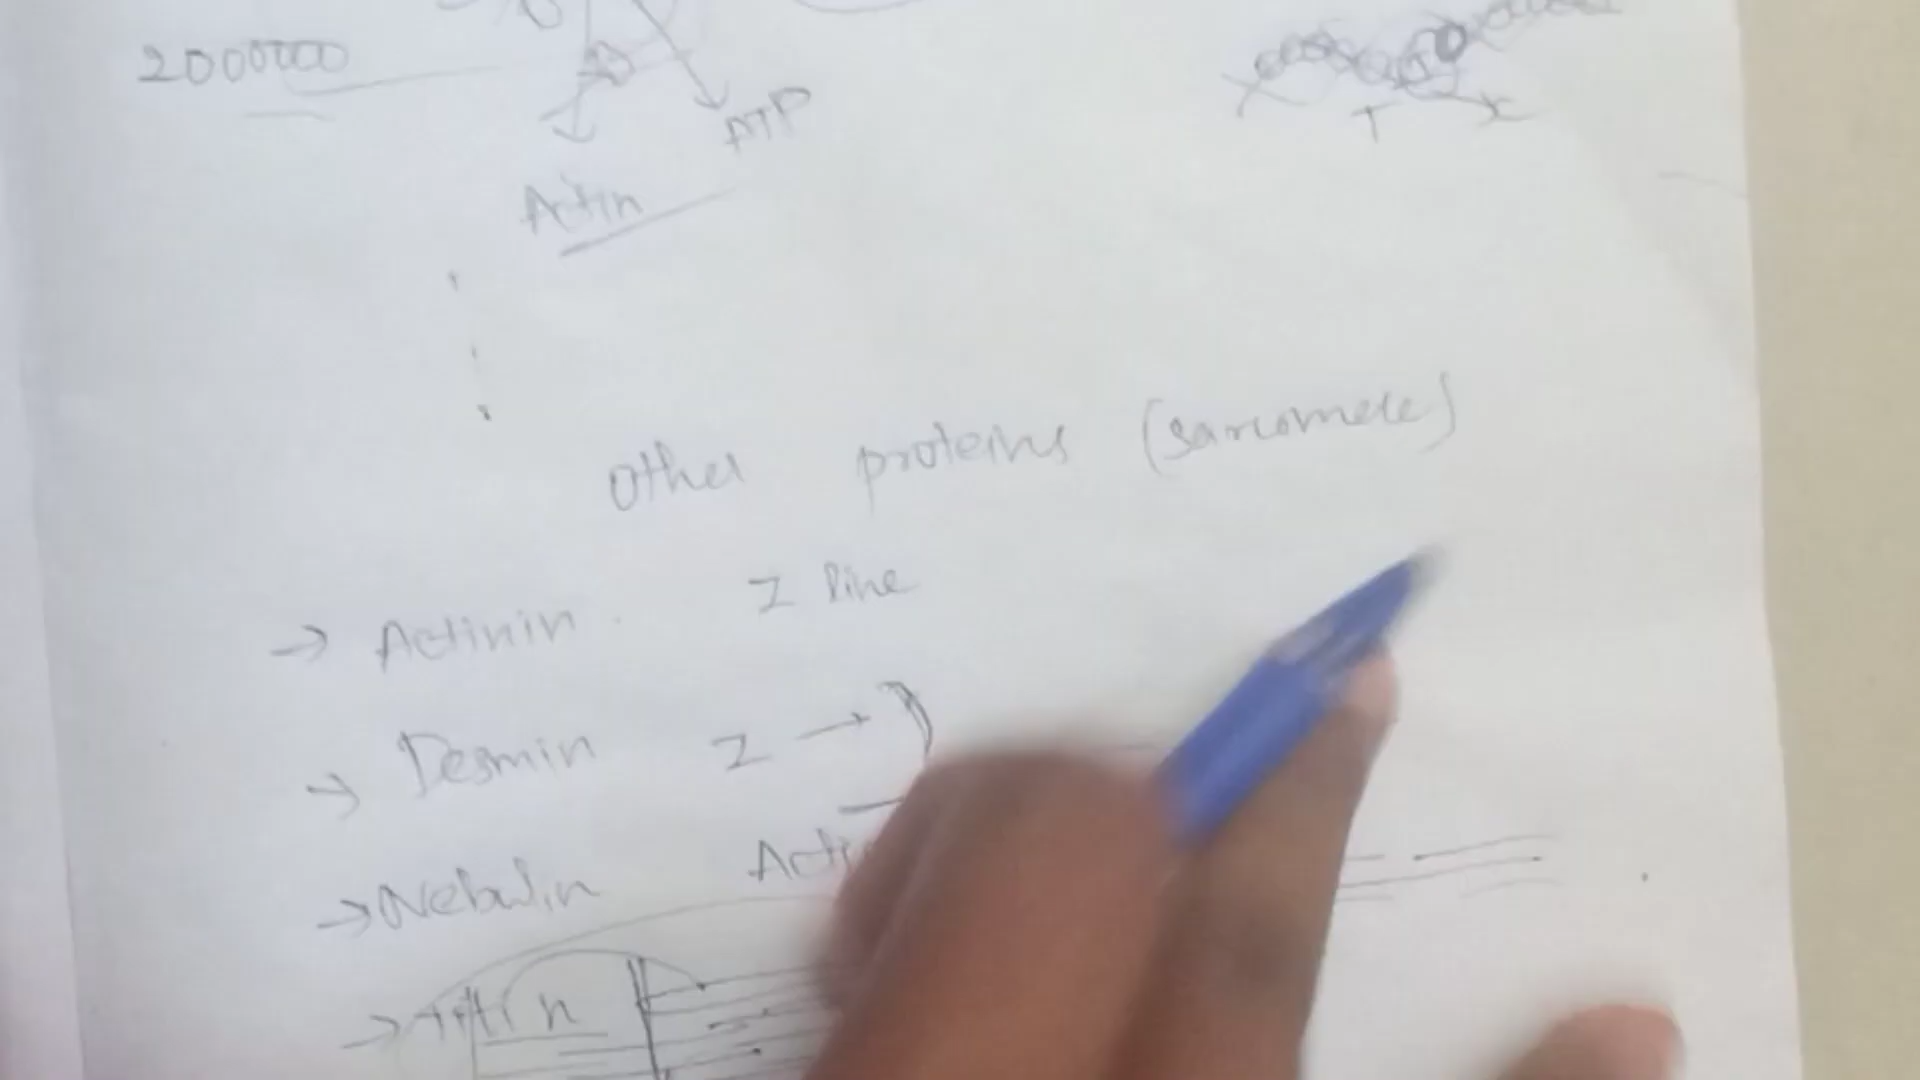 2000000
ATP
Actin
T
Other proteins (sarcomere)
→ Actinin Z line
→ Desmin Z →
→ Nebulin
→ Titin